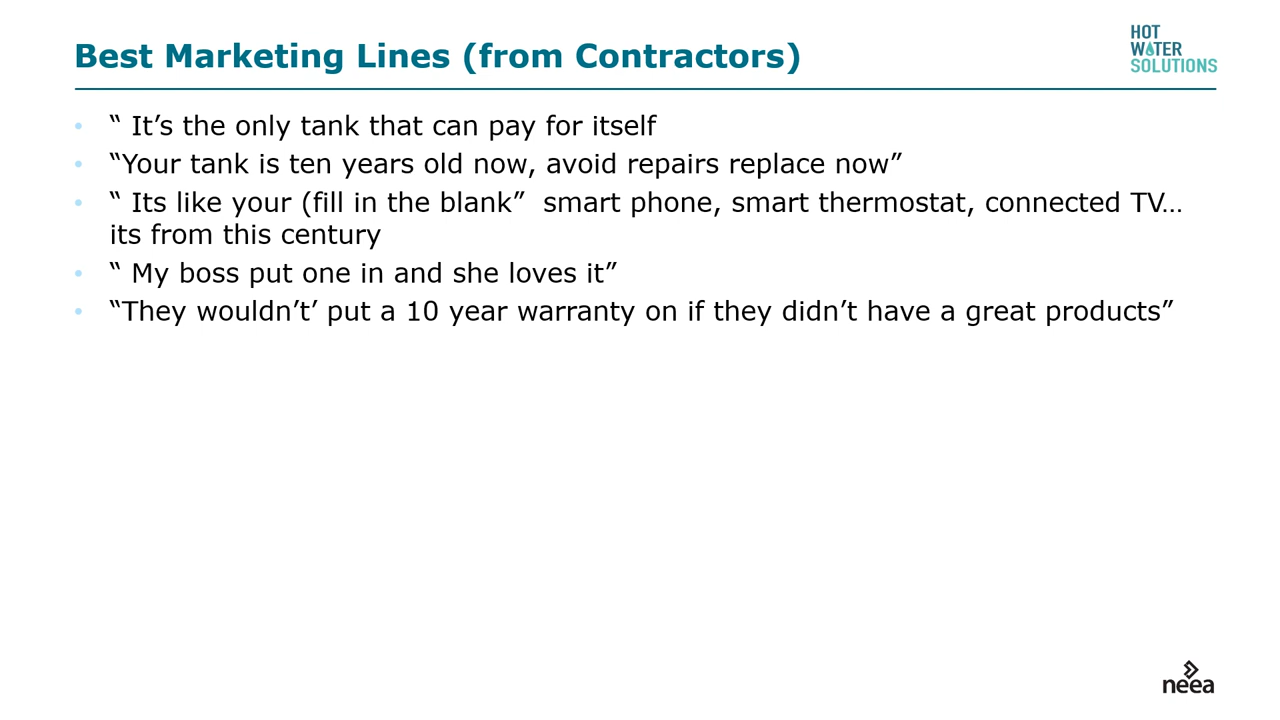 Best Marketing Lines (from Contractors)
HOT
WATER
SOLUTIONS
• “ It’s the only tank that can pay for itself
• “Your tank is ten years old now, avoid repairs replace now”
• “ Its like your (fill in the blank”  smart phone, smart thermostat, connected TV…
its from this century
• “ My boss put one in and she loves it”
• “They wouldn’t’ put a 10 year warranty on if they didn’t have a great products”
neea